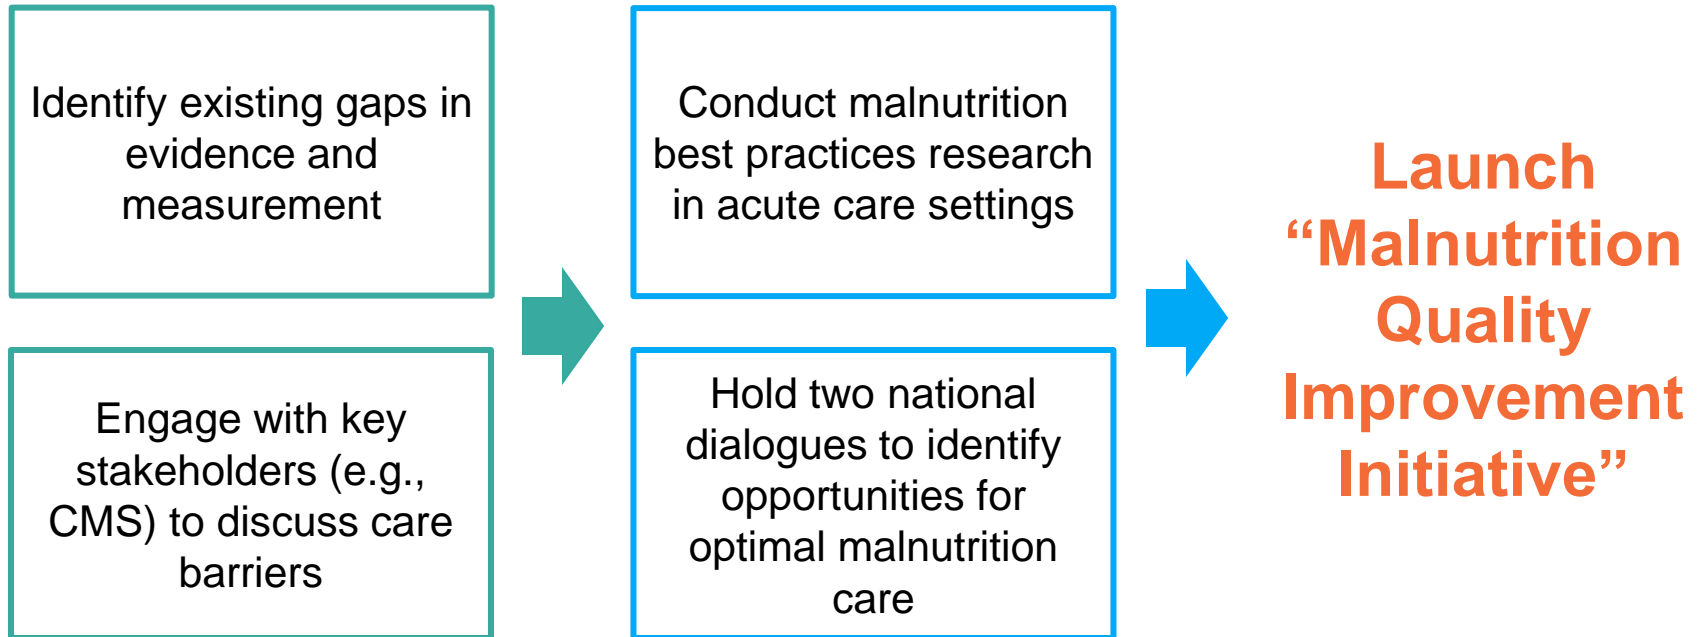 Identify existing gaps in
evidence and
measurement
Engage with key
stakeholders (e.g.,
CMS) to discuss care
barriers
Conduct malnutrition
best practices research
in acute care settings
Hold two national
dialogues to identify
opportunities for
optimal malnutrition
care
Launch
“Malnutrition
Quality
Improvement
Initiative”